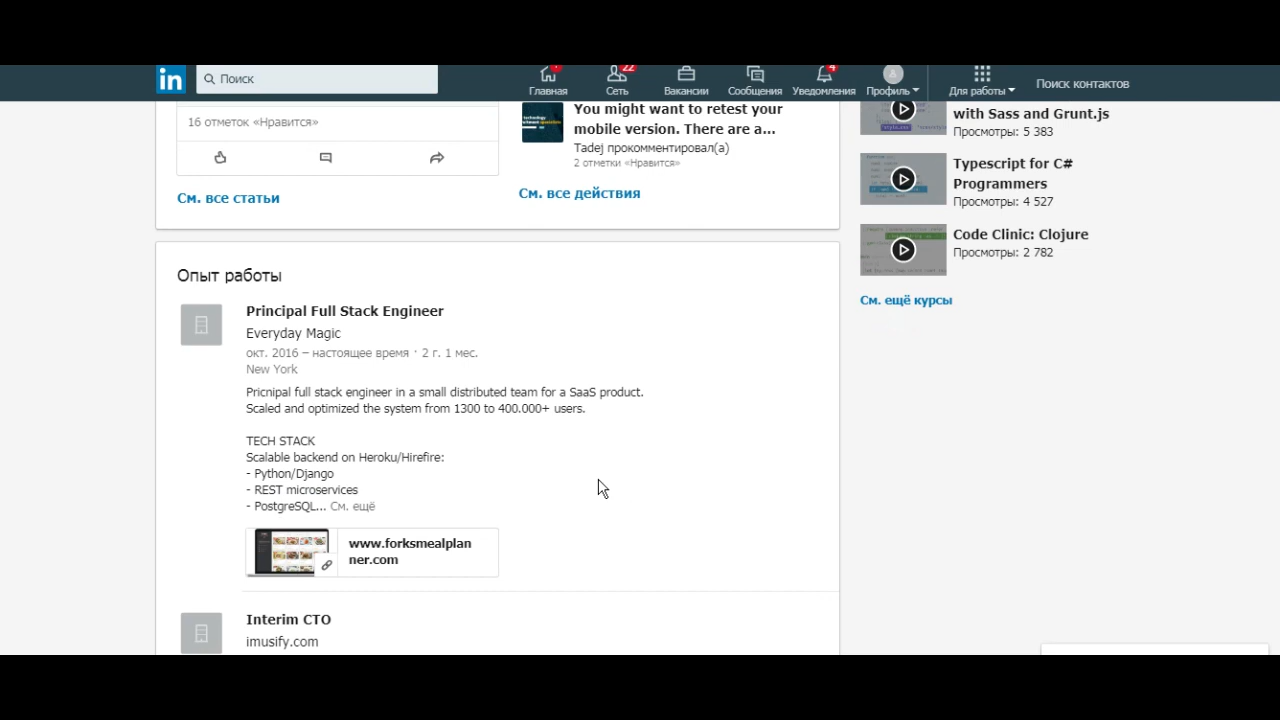 in
Поиск
22
4
Главная
Сеть
Вакансии
Сообщения
Уведомления
Профиль
Для работы
Поиск контактов
16 отметок «Нравится»
См. все статьи
You might want to retest your
mobile version. There are a...
Tadej прокомментировал(а)
2 отметки «Нравится»
См. все действия
with Sass and Grunt.js
Просмотры: 5 383
Typescript for C#
Programmers
Просмотры: 4 527
Code Clinic: Clojure
Просмотры: 2 782
См. ещё курсы
Опыт работы
Principal Full Stack Engineer
Everyday Magic
окт. 2016 – настоящее время · 2 г. 1 мес.
New York
Pricnipal full stack engineer in a small distributed team for a SaaS product.
Scaled and optimized the system from 1300 to 400.000+ users.
TECH STACK
Scalable backend on Heroku/Hirefire:
- Python/Django
- REST microservices
- PostgreSQL... См. ещё
www.forksmealplan
ner.com
Interim CTO
imusify.com